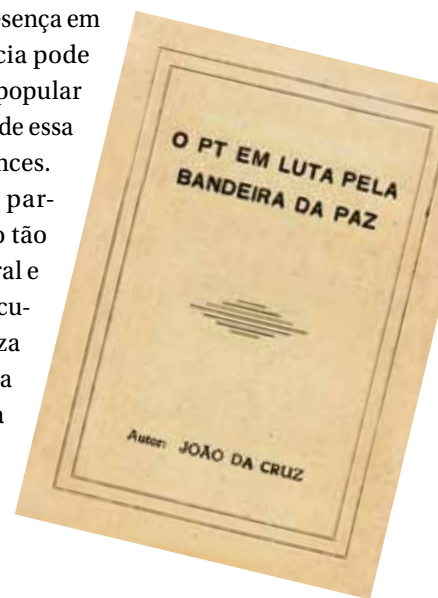 esença em
cia pode
popular
de essa
nces.
par-
o tão
ral e
cu-
za
a
a
O PT EM LUTA PELA
BANDEIRA DA PAZ
Autor: JOÃO DA CRUZ